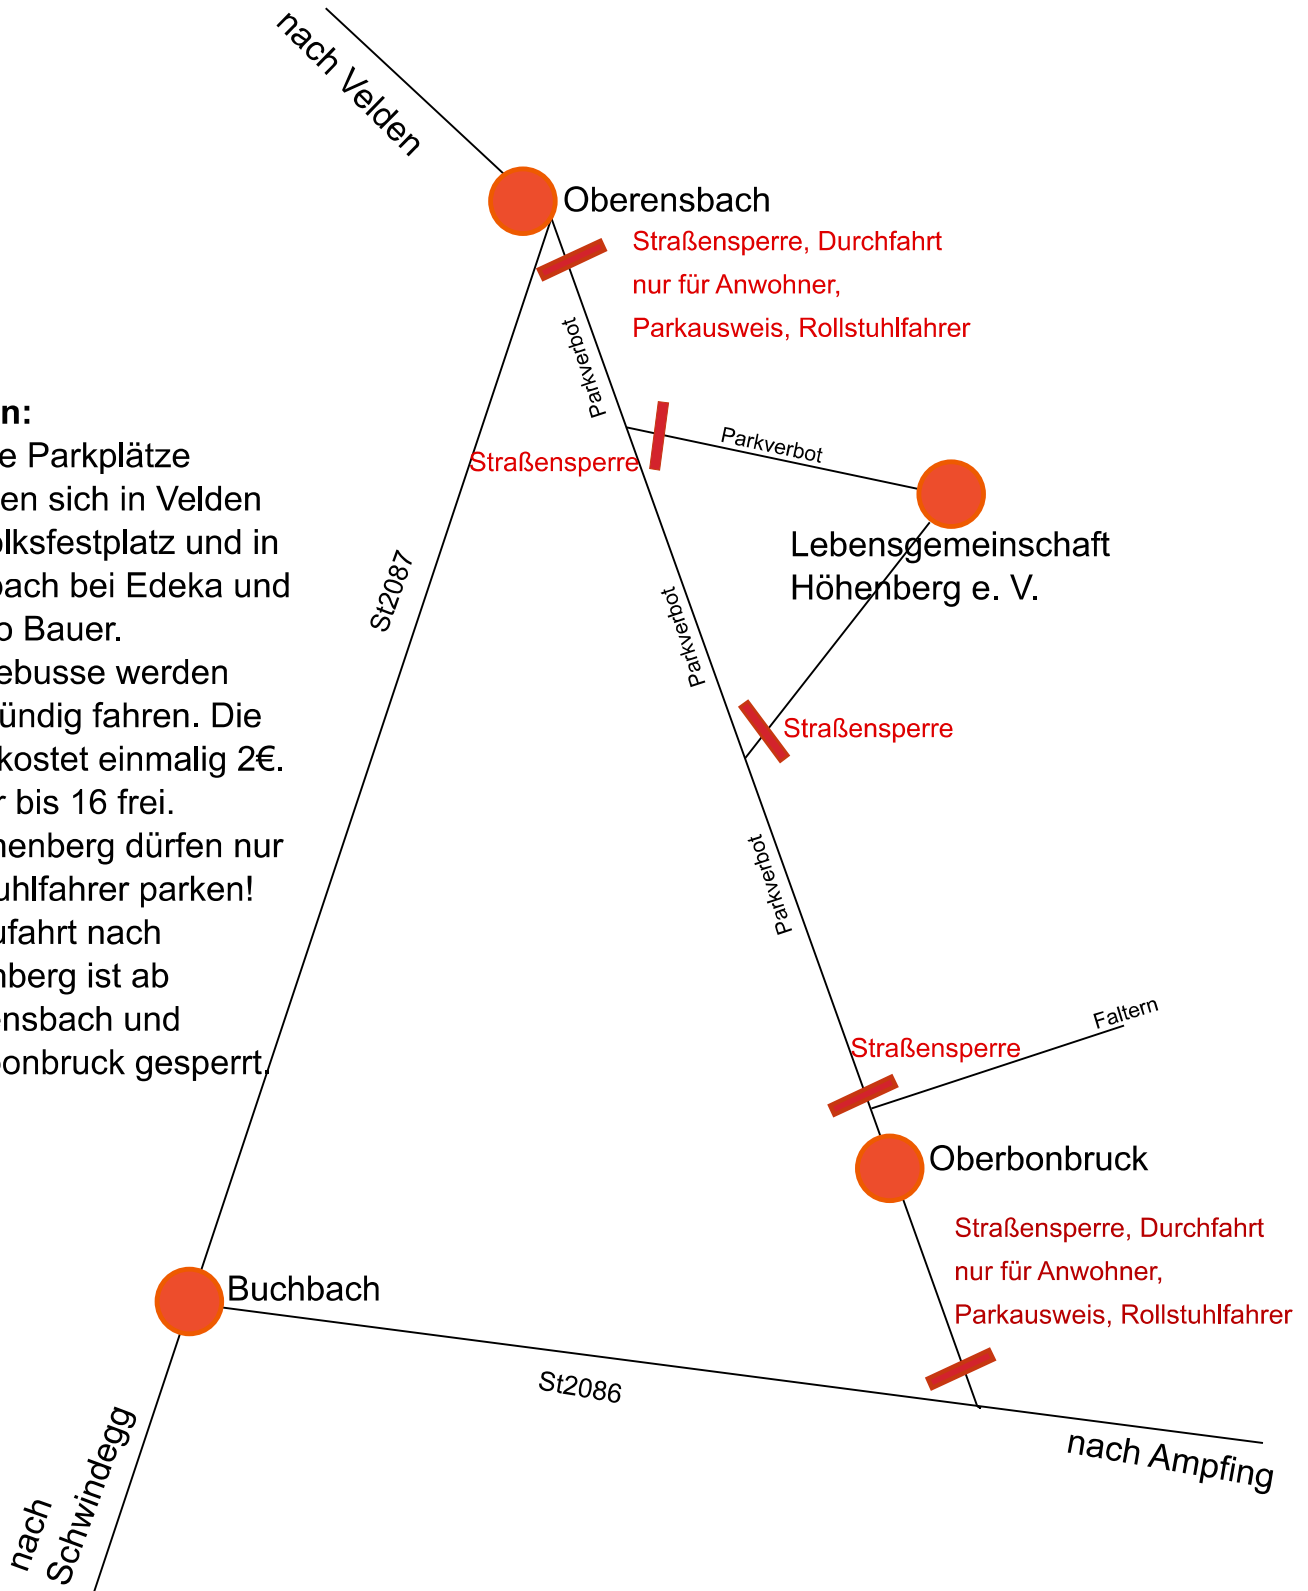 nach Velden
Oberensbach
Straßensperre, Durchfahrt
nur für Anwohner,
Parkausweis, Rollstuhlfahrer
Parkverbot
Parkverbot
Straßensperre
n:
e Parkplätze
en sich in Velden
olksfestplatz und in
bach bei Edeka und
o Bauer.
ebusse werden
ündig fahren. Die
kostet einmalig 2€.
r bis 16 frei.
henberg dürfen nur
uhlfahrer parken!
ufahrt nach
nberg ist ab
ensbach und
onbruck gesperrt.
Lebensgemeinschaft
Höhenberg e. V.
St2087
Parkverbot
Straßensperre
Parkverbot
Faltern
Straßensperre
Oberbonbruck
Straßensperre, Durchfahrt
nur für Anwohner,
Parkausweis, Rollstuhlfahrer
Buchbach
St2086
nach Ampfing
nach
Schwindegg